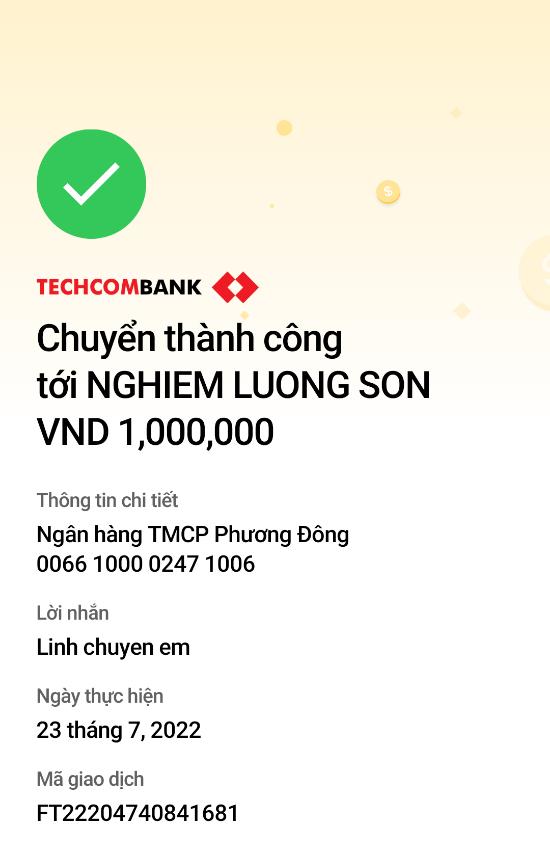 TECHCOMBANK
Chuyển thành công
tới NGHIEM LUONG SON
VND 1,000,000
Thông tin chi tiết
Ngân hàng TMCP Phương Đông
0066 1000 0247 1006
Lời nhắn
Linh chuyen em
Ngày thực hiện
23 tháng 7, 2022
Mã giao dịch
FT22204740841681